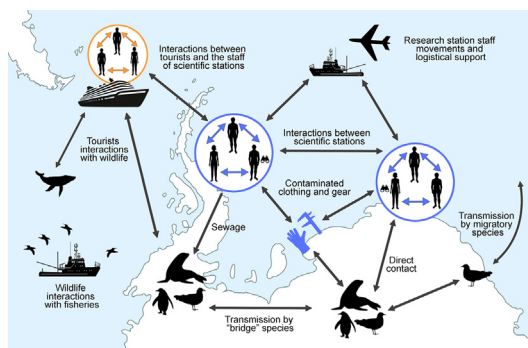 Interactions between
tourists and the staff
of scientific stations
Research station staff
movements and
logistical support
Tourists
interactions
with wildlife
Interactions between
scientific stations
Contaminated
clothing and gear
Sewage
Transmission
by migratory
species
Direct
contact
Wildlife
interactions
with fisheries
Transmission by
"bridge" species